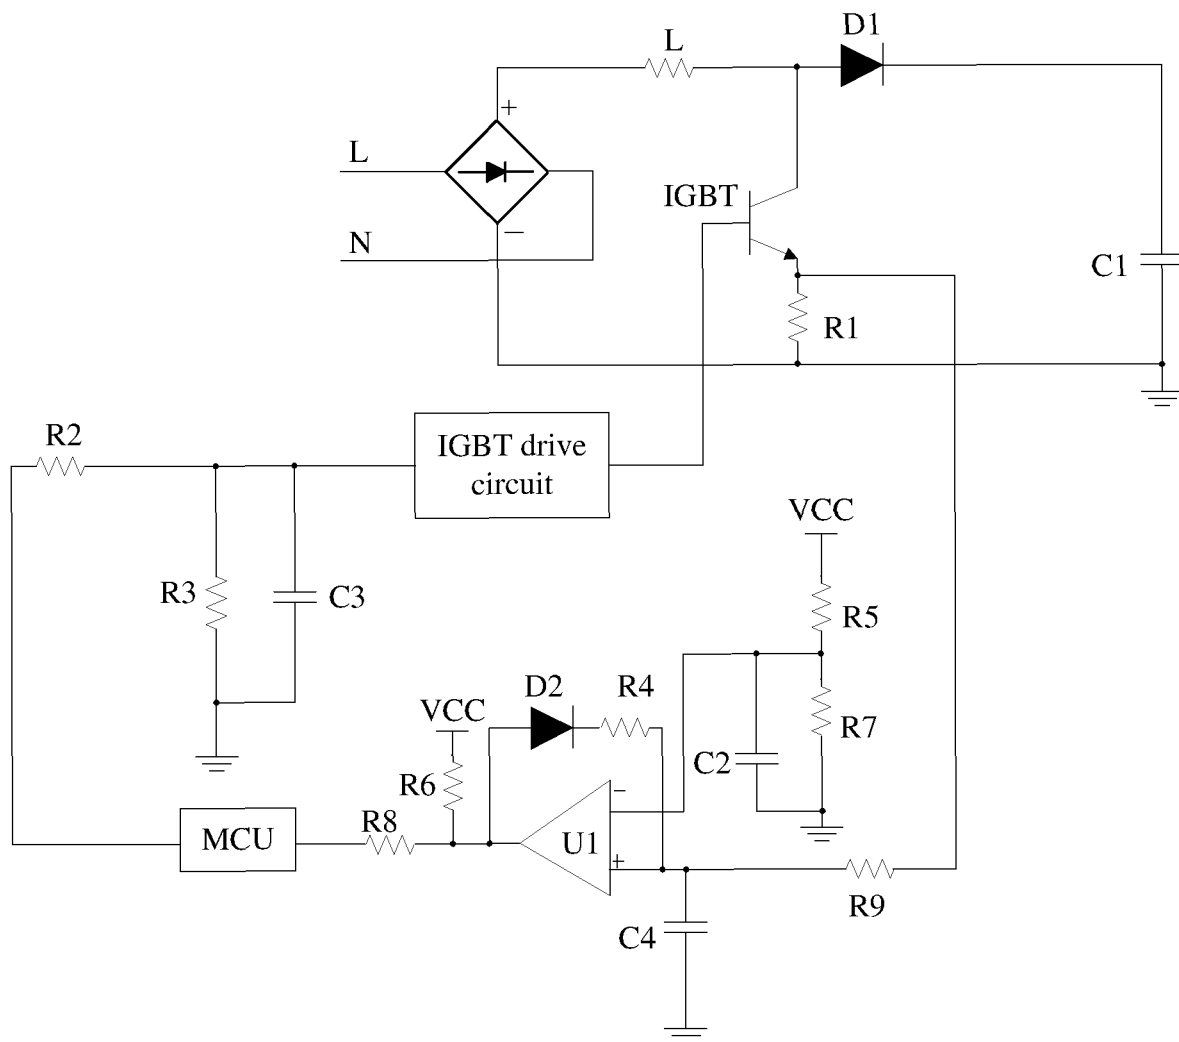 D1
L
+
L
IGBT
N
−
C1
R1
R2
IGBT drive
circuit
VCC
R3
C3
R5
D2
R4
VCC
R7
C2
R6
-
R8
MCU
U1
+
R9
C4